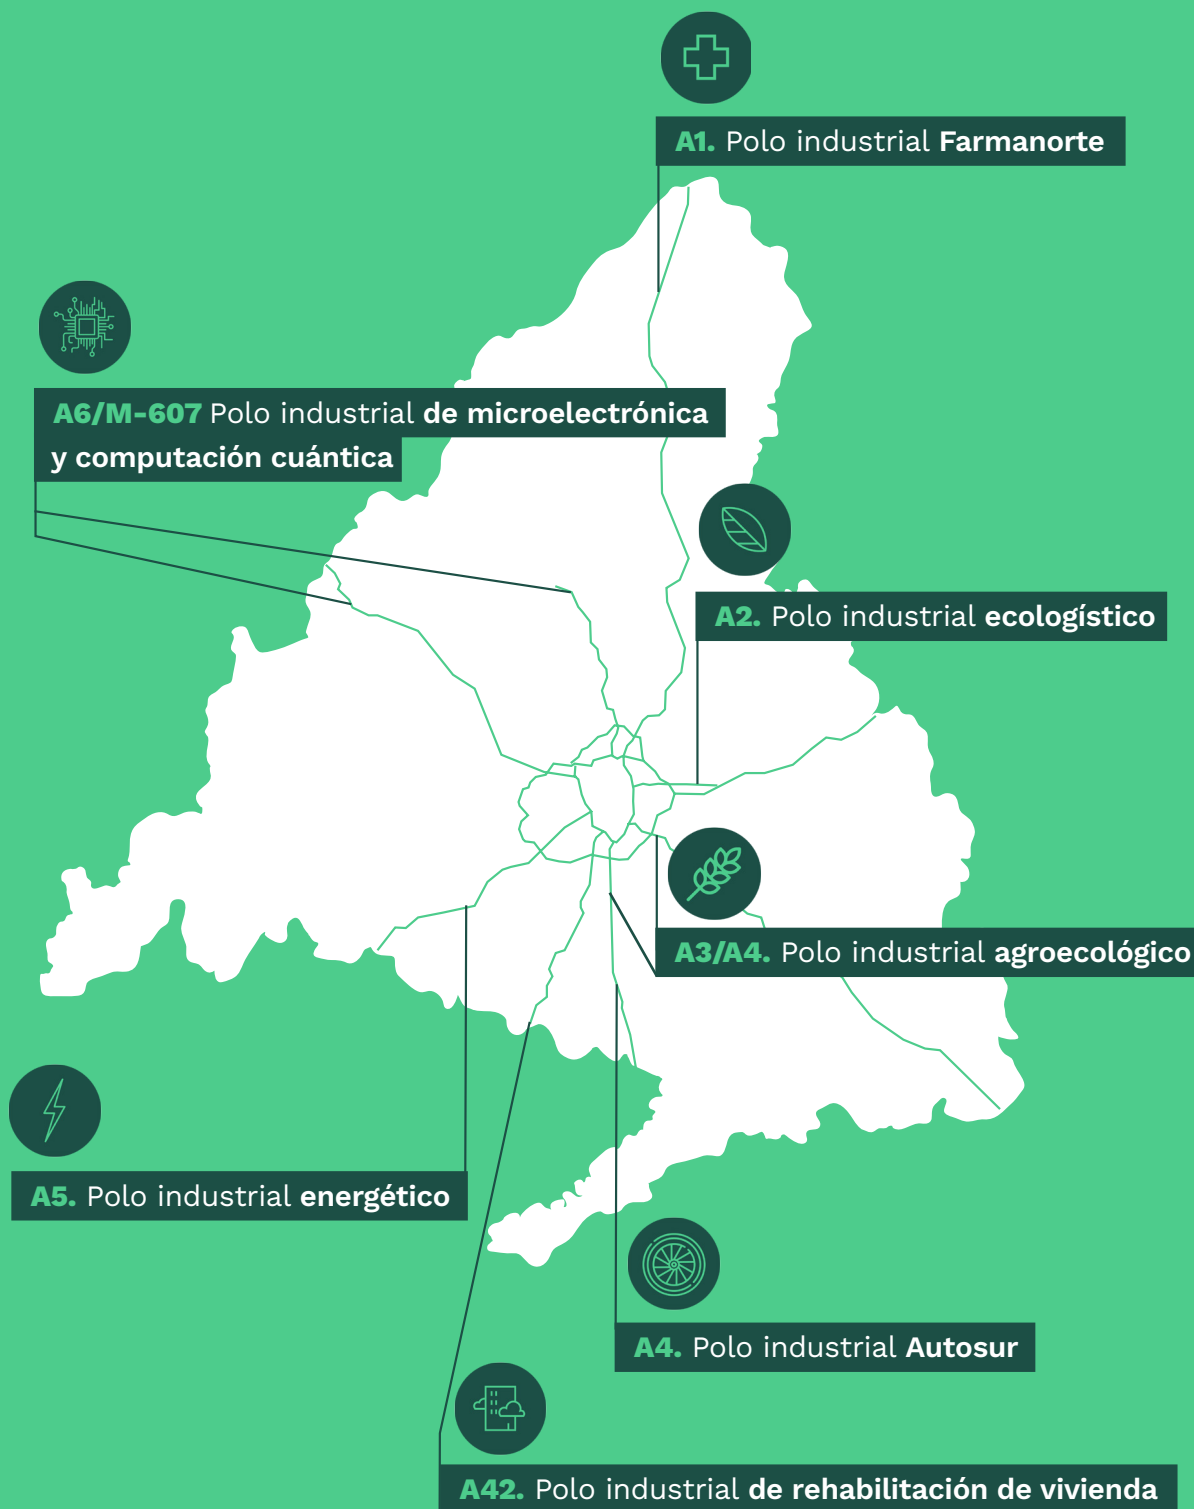 A1. Polo industrial Farmanorte
A6/M-607 Polo industrial de microelectrónica
y computación cuántica
A2. Polo industrial ecologístico
A3/A4. Polo industrial agroecológico
A5. Polo industrial energético
A4. Polo industrial Autosur
A42. Polo industrial de rehabilitación de vivienda